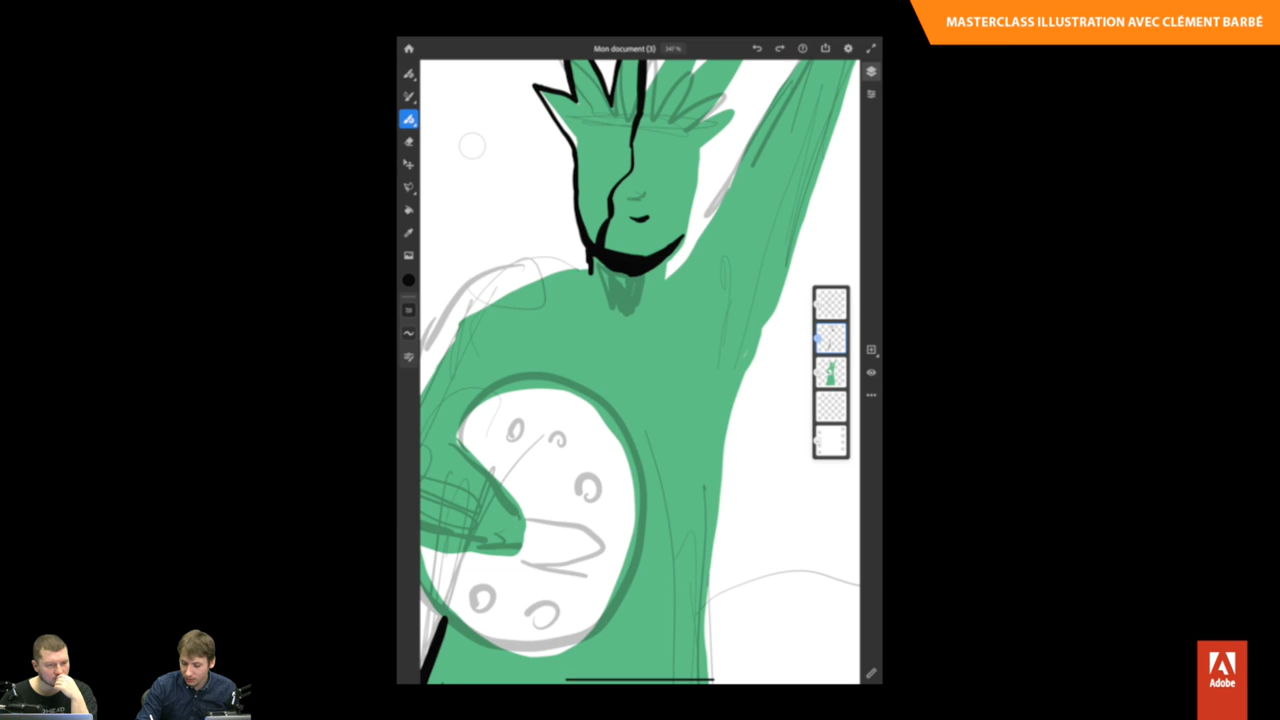 MASTERCLASS ILLUSTRATION AVEC CLÉMENT BARBÉ
Mon document (3)
Adobe